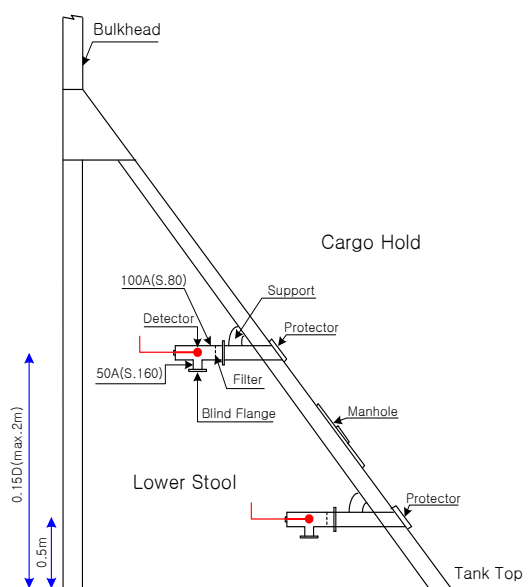 Bulkhead
Cargo Hold
100A(S.80)
Support
Detector
Protector
50A(S.160)
Filter
Blind Flange
Manhole
0.15D(max.2m)
Lower Stool
Protector
0.5m
Tank Top